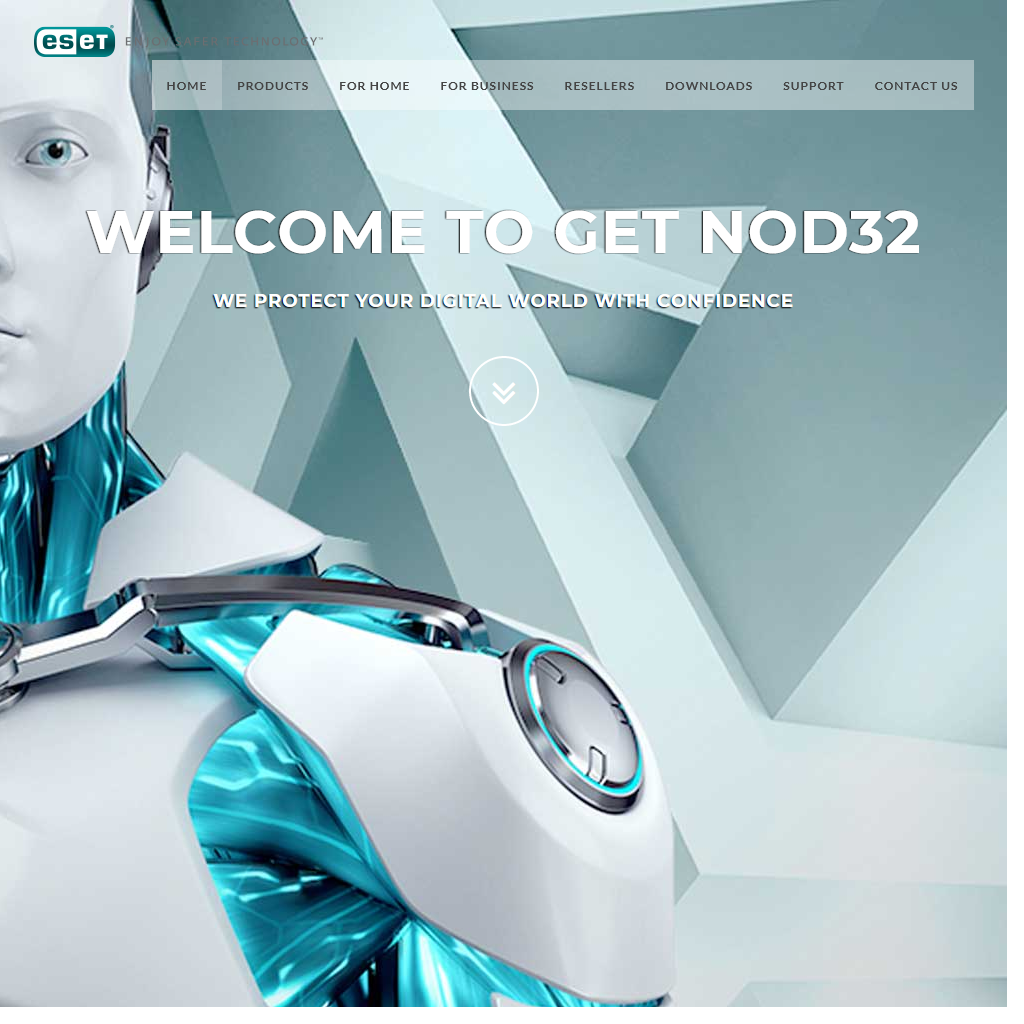 eset® ENJOY SAFER TECHNOLOGY™
HOME PRODUCTS FOR HOME FOR BUSINESS RESELLERS DOWNLOADS SUPPORT CONTACT US
WELCOME TO GET NOD32
WE PROTECT YOUR DIGITAL WORLD WITH CONFIDENCE